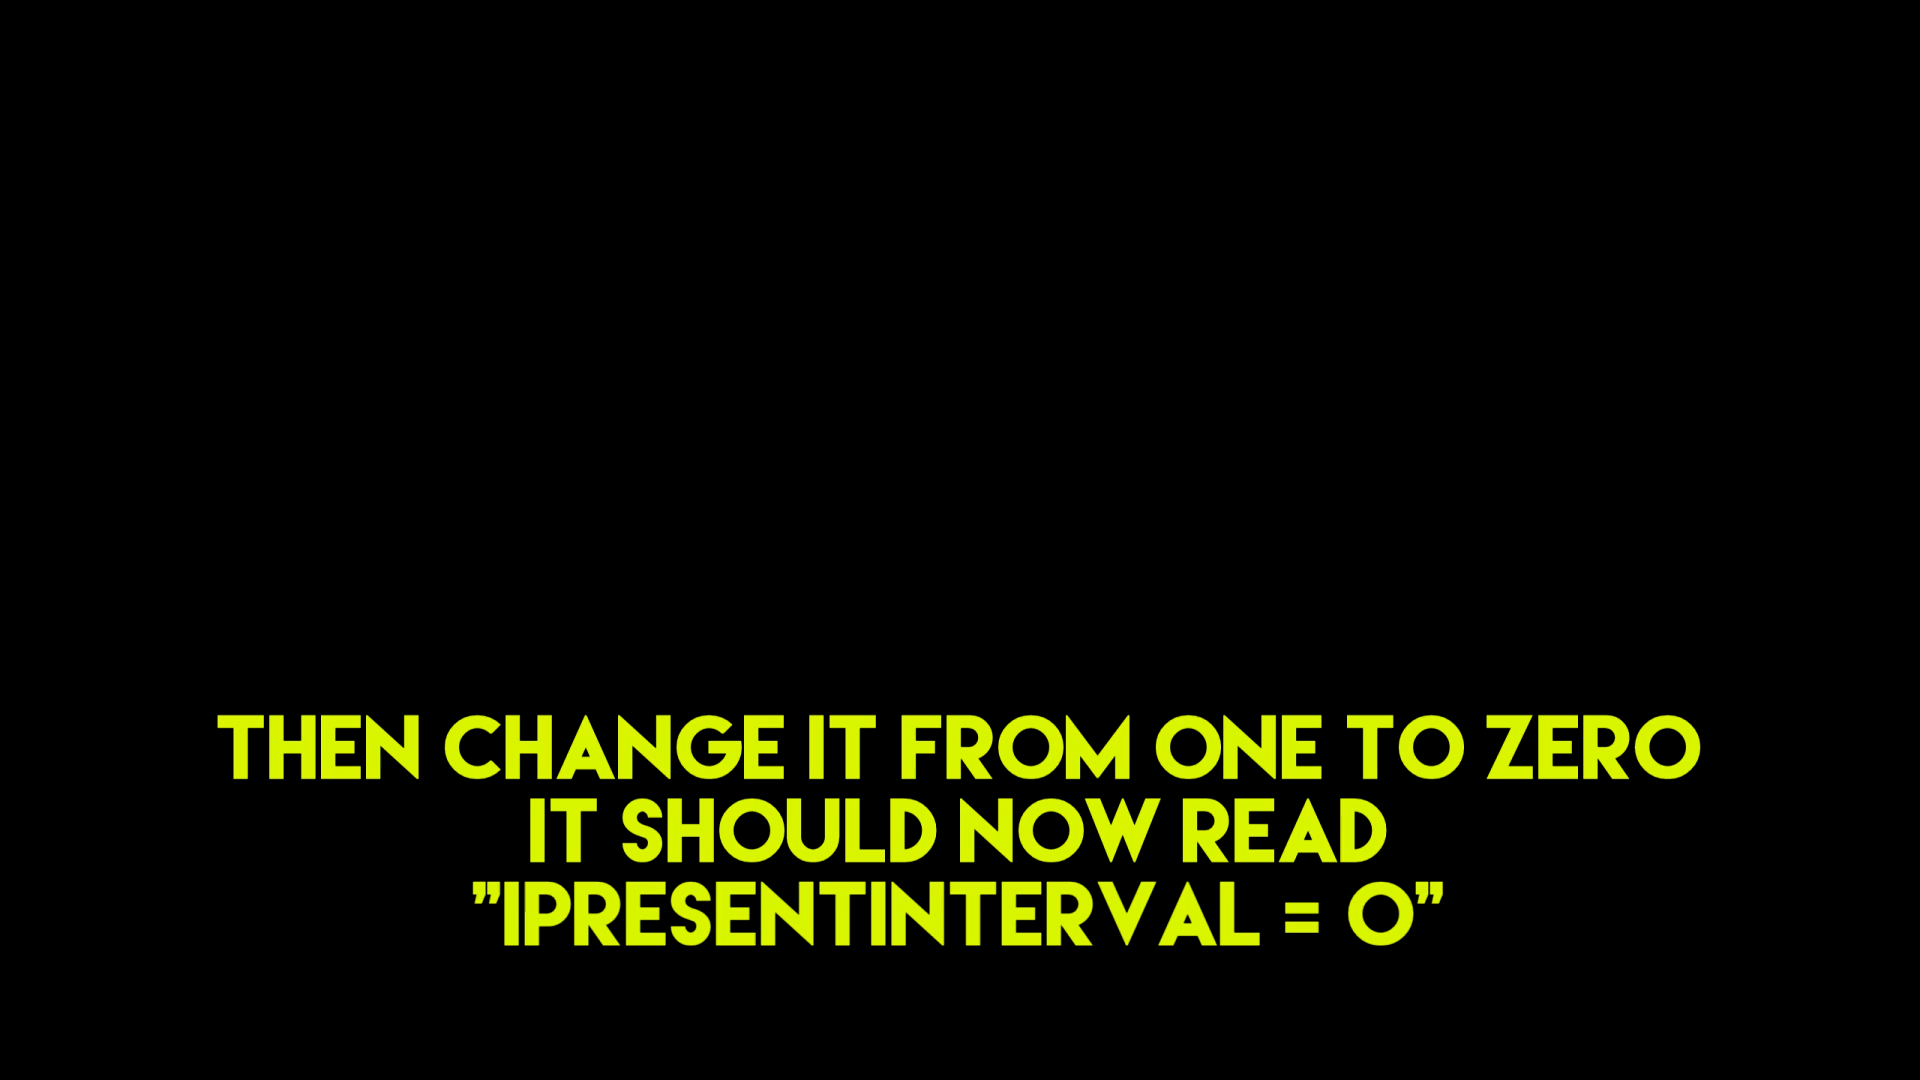 THEN CHANGE IT FROM ONE TO ZERO
IT SHOULD NOW READ
"IPRESENTINTERVAL = 0"